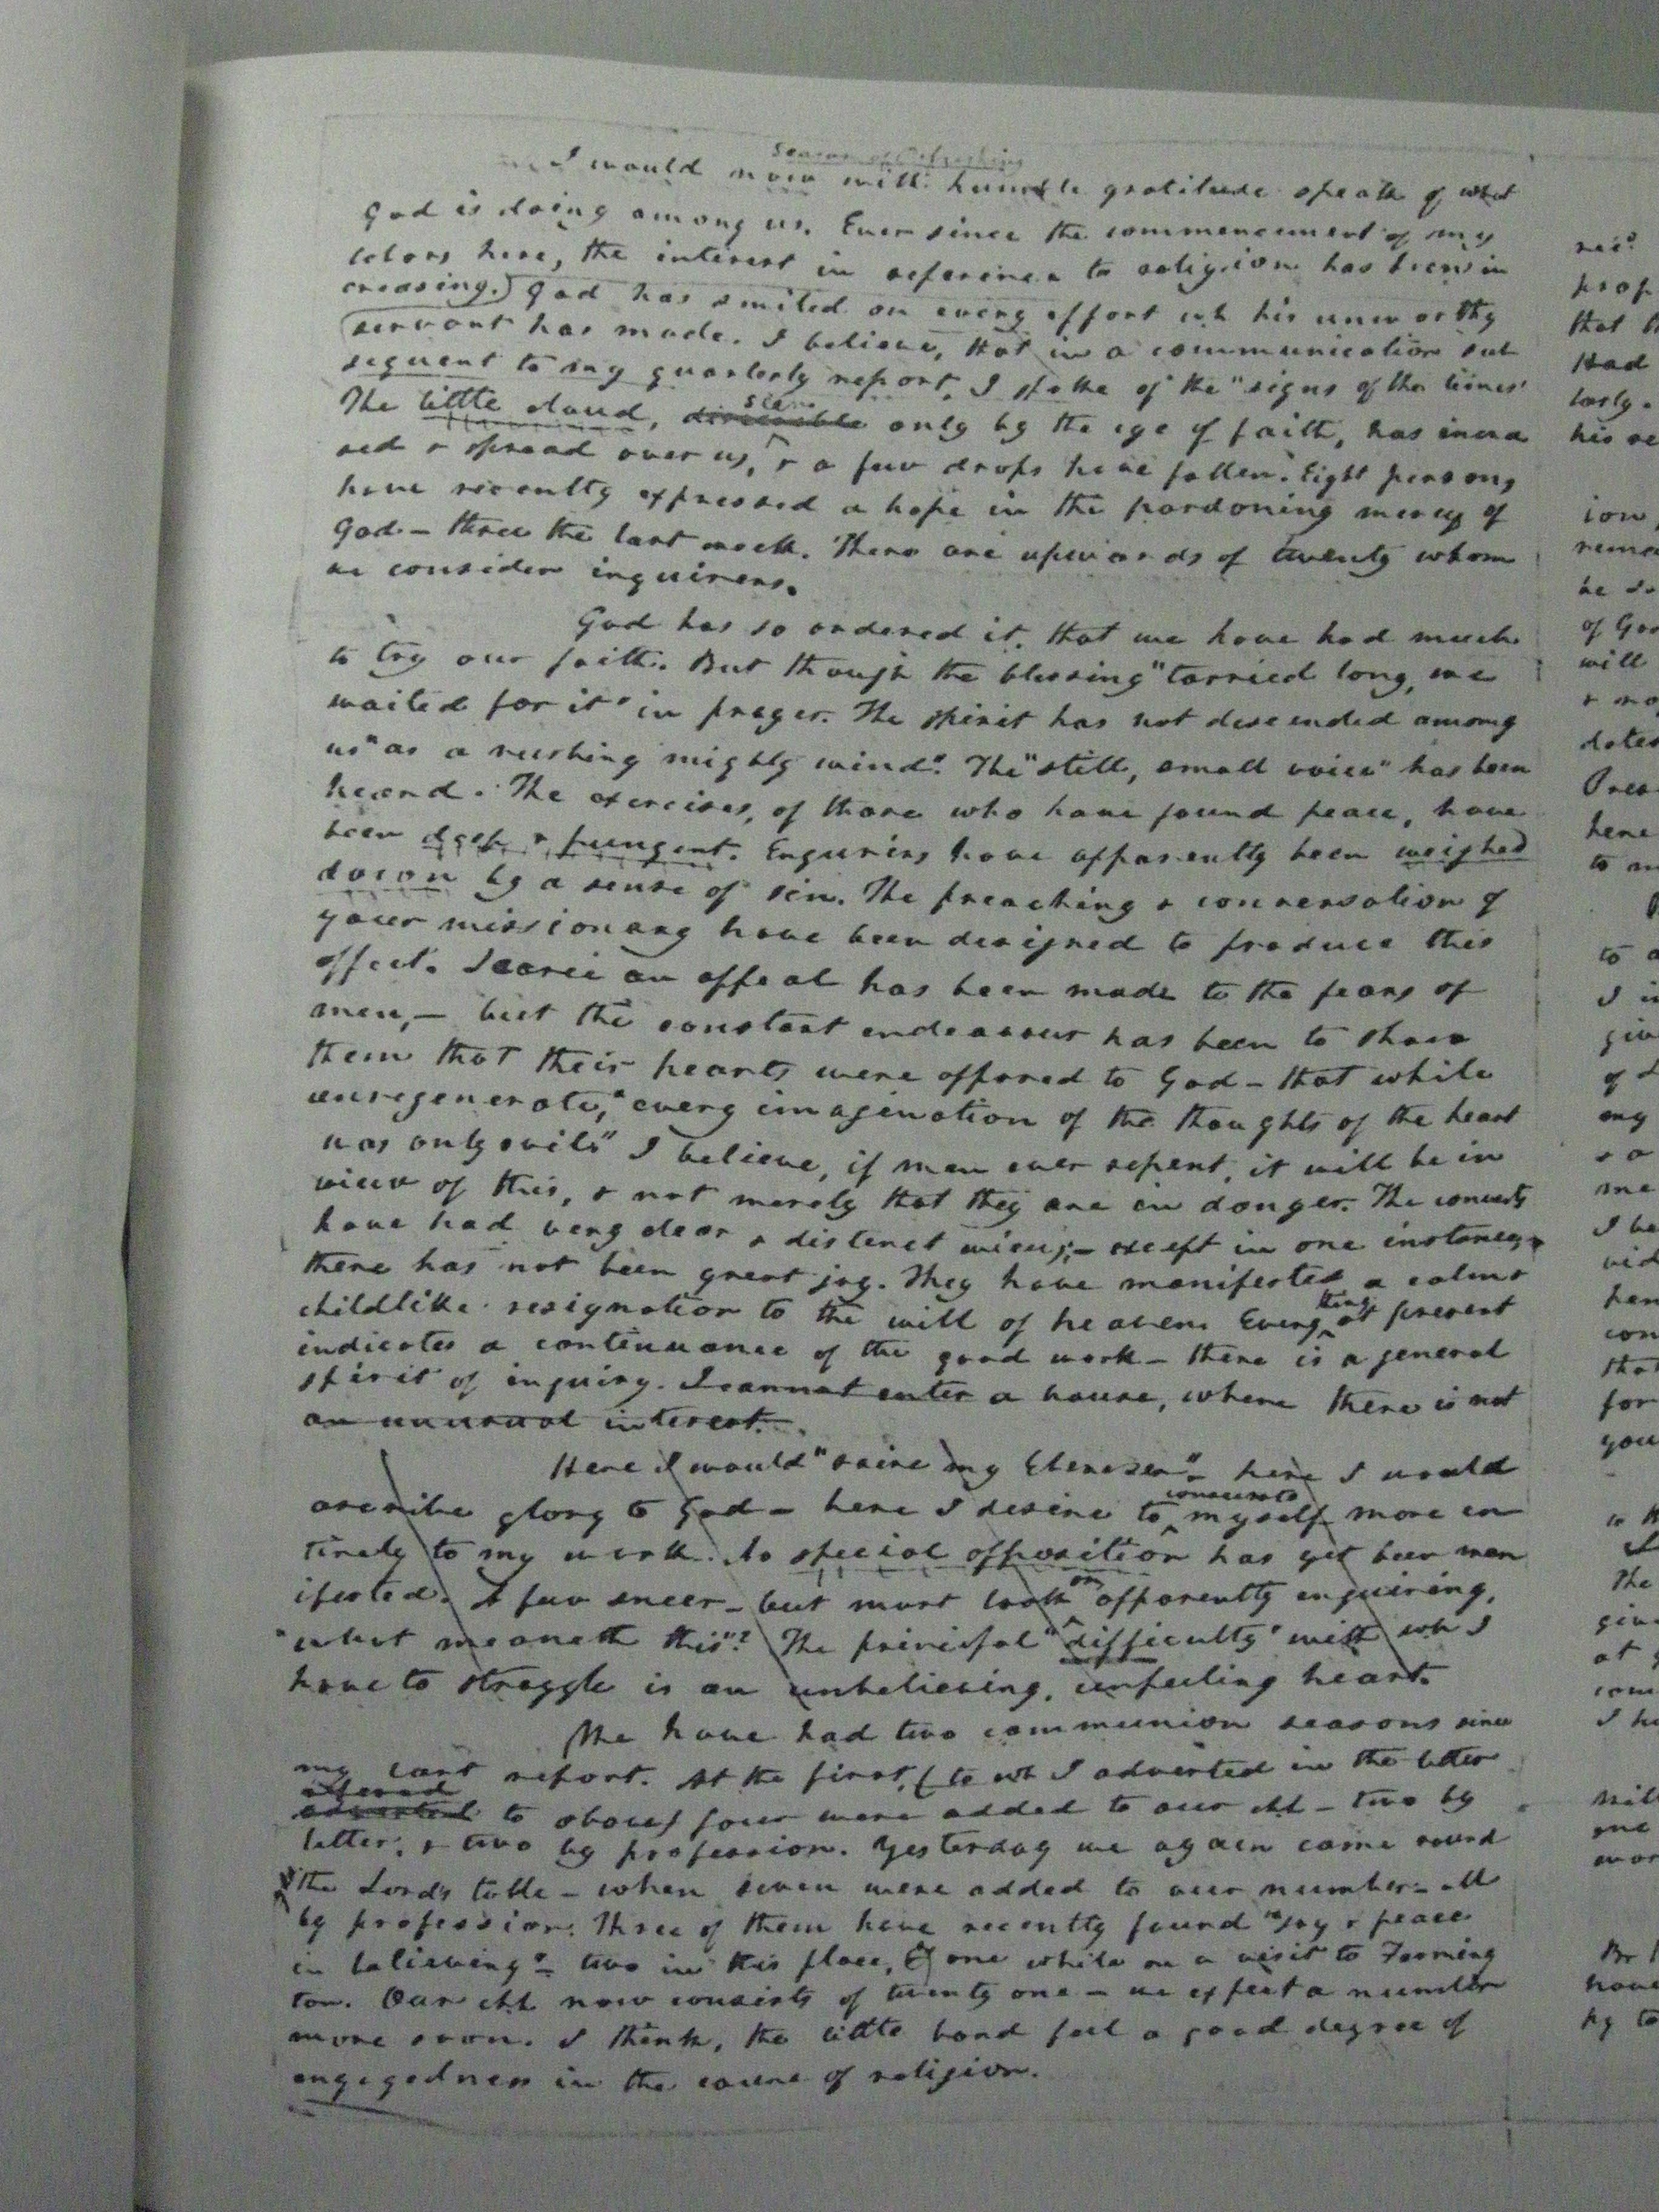 Season of Refreshing
I would now with humble gratitude speak of what
God is doing among us. Ever since the commencement of my
labors here, the interest in reference to religion has been in
creasing.) God has smiled on every effort wh his unworthy
servant has made. I believe, that in a communication sub
sequent to my quarterly report, I spoke of the "signs of the times"
The little cloud, discernible seen only by the eye of faith, has increa
sed & spread over us, & a few drops have fallen. Eight persons
have recently expressed a hope in the pardoning mercy of
God - three the last week. There are upwards of twenty whom
we consider inquirers.
God has so ordered it, that we have had much
to try our faith. But though the blessing "tarried long, we
waited for it" in prayer. The spirit has not descended among
us "as a rushing mighty wind". The "still, small voice" has been
heard. The exercises, of those who have found peace, have
been deep & pungent. Enquirers have apparently been weighed
down by a sense of sin. The preaching & conversation of
your missionary have been designed to produce this
effect. Scarce an appeal has been made to the fears of
men, - but the constant endeavour has been to show
them that their hearts were opposed to God - that while
unregenerate, "every imagination of the thoughts of the heart
was only evil." I believe, if men ever repent, it will be in
view of this, & not merely that they are in danger. The converts
have had very clear & distinct views; - except in one instance,
there has not been great joy. They have manifested a calm &
childlike resignation to the will of heaven. Every thing at present
indicates a continuance of the good work - there is a general
spirit of inquiry. I cannot enter a house, where there is not
an unusual interest.
Here I would "raise my Ebenezer" - here I would
ascribe glory to God - here I desire to consecrate myself more en
tirely to my work. No special opposition has yet been man
ifested. A few sneer - but most look on apparently enquiring,
"what meaneth this"? The principal "difficulty" with wh I
have to struggle is an unbelieving, unfeeling heart.
We have had two communion seasons since
my last report. At the first, (to wh I adverted in the letter
altered adverted to above) four were added to our chh - two by
letter, & two by profession. Yesterday we again came round
the Lord's table - when seven were added to our number - all
by profession. Three of them have recently found "joy & peace
in believing" - two in this place, & one while on a visit to Farming
ton. Our chh now consists of twenty one - we expect a number
more soon. I think, the little band feel a good degree of
engagedness in the cause of religion.